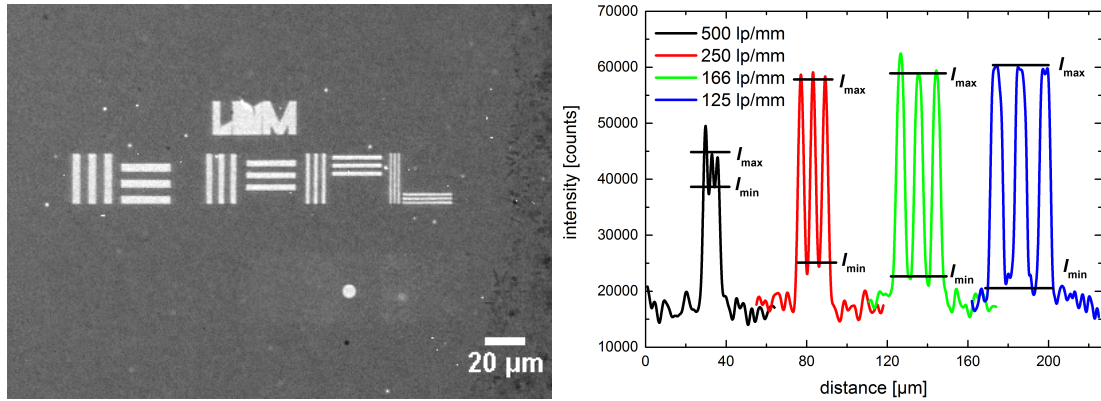 LMM
20 µm
70000
60000
50000
40000
30000
20000
10000
intensity [counts]
500 lp/mm
250 lp/mm
166 lp/mm
125 lp/mm
Imax
Imin
Imax
Imin
Imax
Imin
Imax
Imin
0 40 80 120 160 200
distance [µm]